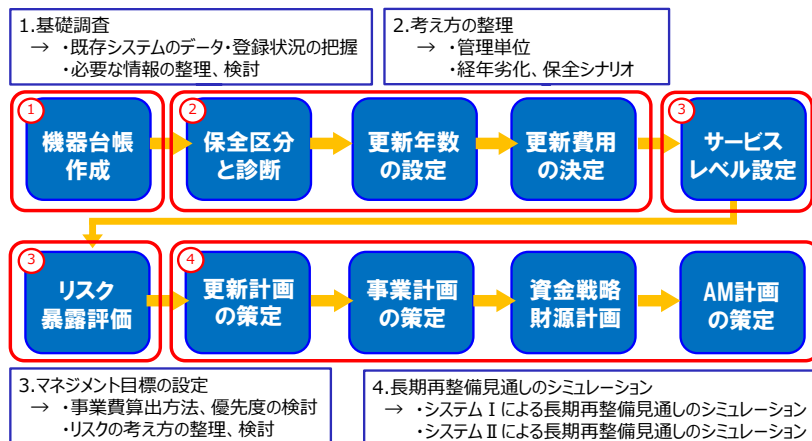 1.基礎調査
→ ・既存システムのデータ・登録状況の把握
・必要な情報の整理、検討
2.考え方の整理
→ ・管理単位
・経年劣化、保全シナリオ
①
機器台帳
作成
②
保全区分
と診断
更新年数
の設定
更新費用
の決定
③
サービス
レベル設定
③
リスク
暴露評価
④
更新計画
の策定
事業計画
の策定
資金戦略
財源計画
AM計画
の策定
3.マネジメント目標の設定
→ ・事業費算出方法、優先度の検討
・リスクの考え方の整理、検討
4.長期再整備見通しのシミュレーション
→ ・システムⅠによる長期再整備見通しのシミュレーション
・システムⅡによる長期再整備見通しのシミュレーション